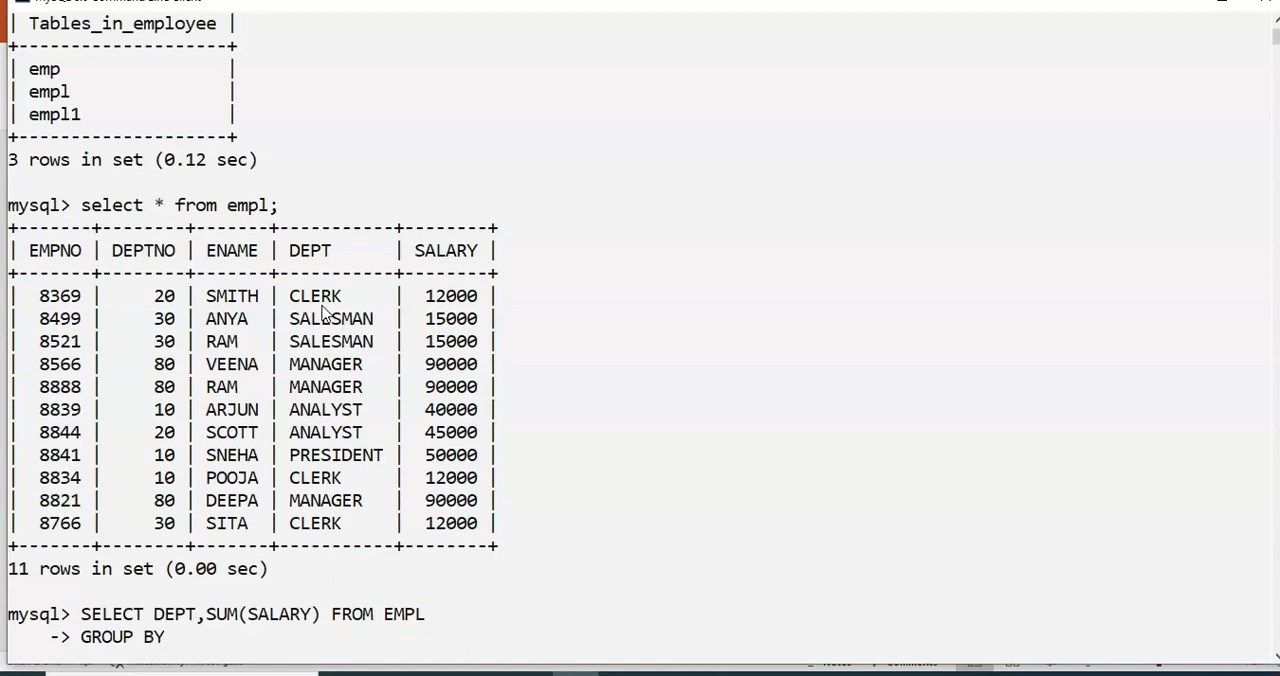 | Tables_in_employee |
+--------------------+
| emp                |
| empl               |
| empl1              |
+--------------------+
3 rows in set (0.12 sec)
mysql> select * from empl;
+-------+--------+-------+-----------+--------+
| EMPNO | DEPTNO | ENAME | DEPT      | SALARY |
+-------+--------+-------+-----------+--------+
|  8369 |     20 | SMITH | CLERK     |  12000 |
|  8499 |     30 | ANYA  | SALESMAN  |  15000 |
|  8521 |     30 | RAM   | SALESMAN  |  15000 |
|  8566 |     80 | VEENA | MANAGER   |  90000 |
|  8888 |     80 | RAM   | MANAGER   |  90000 |
|  8839 |     10 | ARJUN | ANALYST   |  40000 |
|  8844 |     20 | SCOTT | ANALYST   |  45000 |
|  8841 |     10 | SNEHA | PRESIDENT |  50000 |
|  8834 |     10 | POOJA | CLERK     |  12000 |
|  8821 |     80 | DEEPA | MANAGER   |  90000 |
|  8766 |     30 | SITA  | CLERK     |  12000 |
+-------+--------+-------+-----------+--------+
11 rows in set (0.00 sec)
mysql> SELECT DEPT,SUM(SALARY) FROM EMPL
    -> GROUP BY